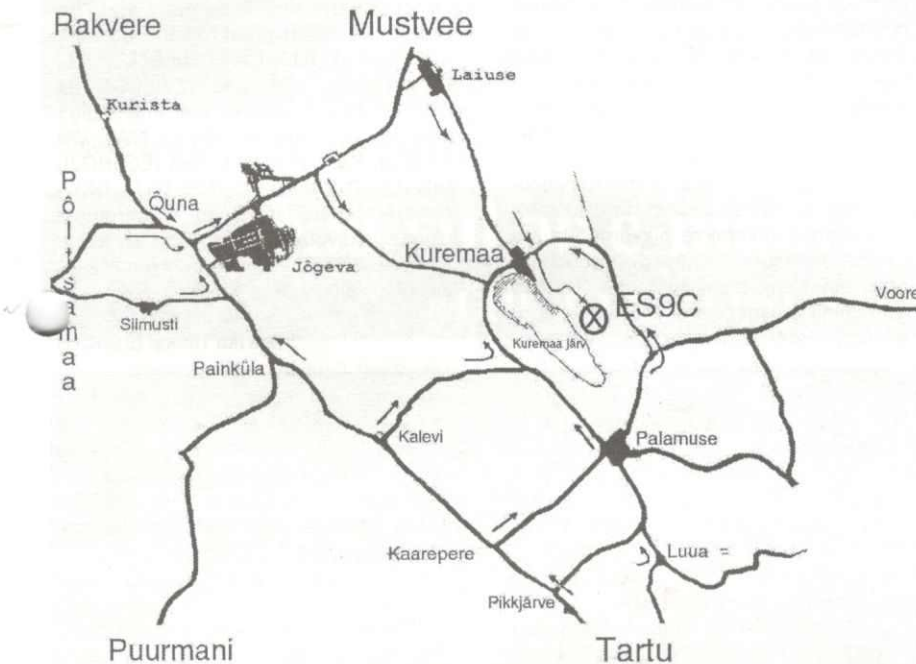 Rakvere
Mustvee
Laiuse
Kurista
Põltsamaa
Õuna
Jõgeva
Kuremaa
ES9C
Voore
Siimusti
Kuremaa järv
Painküla
Kalevi
Palamuse
Kaarepere
Luua =
Pikkjärve
Puurmani
Tartu